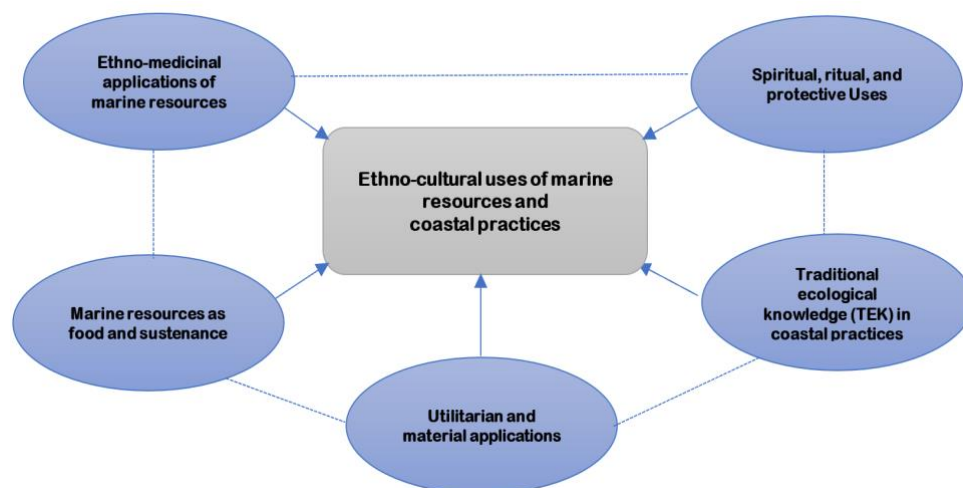 Ethno-medicinal
applications of
marine resources
Spiritual, ritual, and
protective Uses
Ethno-cultural uses of marine
resources and
coastal practices
Marine resources as
food and sustenance
Traditional
ecological
knowledge (TEK) in
coastal practices
Utilitarian and
material applications